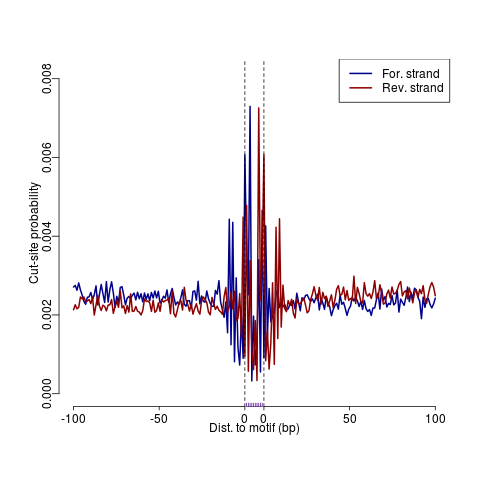 For. strand
Rev. strand
Cut-site probability
0.008
0.006
0.004
0.002
0.000
-100 -50 0 0 50 100
Dist. to motif (bp)